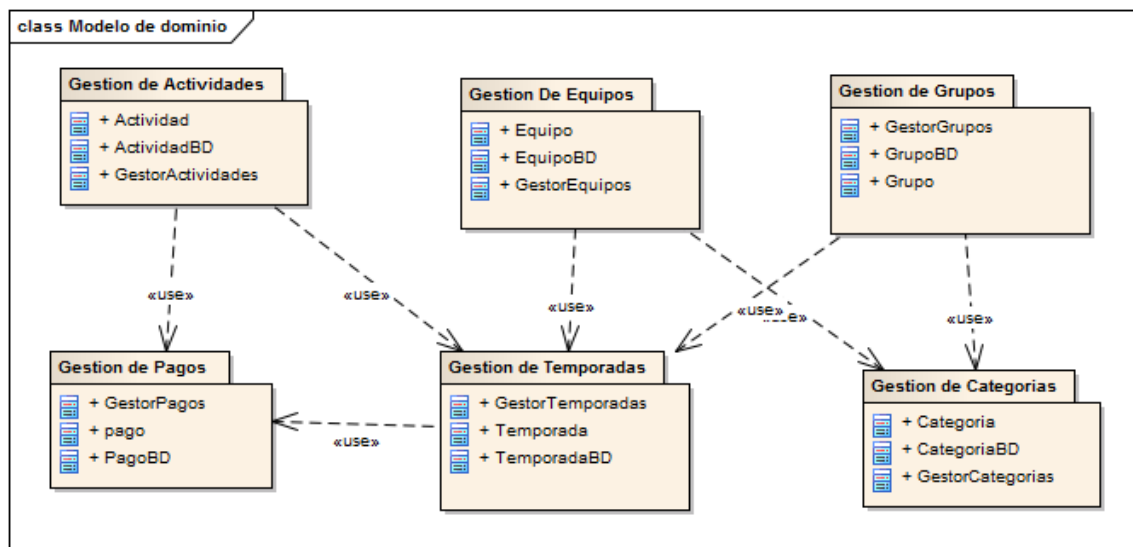 class Modelo de dominio
Gestion de Actividades
+ Actividad
+ ActividadBD
+ GestorActividades
Gestion De Equipos
+ Equipo
+ EquipoBD
+ GestorEquipos
Gestion de Grupos
+ GestorGrupos
+ GrupoBD
+ Grupo
«use»
«use»
«use»
«use»
«use»
«use»
Gestion de Pagos
+ GestorPagos
+ pago
+ PagoBD
«use»
Gestion de Temporadas
+ GestorTemporadas
+ Temporada
+ TemporadaBD
Gestion de Categorias
+ Categoria
+ CategoriaBD
+ GestorCategorias